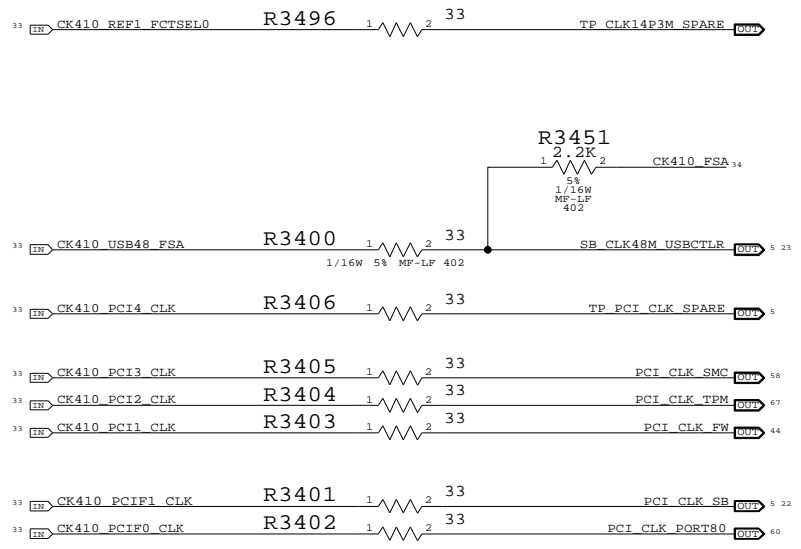 33 IN CK410_REF1_FCTSEL0 R3496 1 2 33 TP_CLK14P3M_SPARE OUT
R3451
2.2K
1 2 CK410_FSA 34
5%
1/16W
MF-LF
402
33 IN CK410_USB48_FSA R3400 1 2 33 SB_CLK48M_USBCTLR OUT 5 23
1/16W 5% MF-LF 402
33 IN CK410_PCI4_CLK R3406 1 2 33 TP_PCI_CLK_SPARE OUT 5
33 IN CK410_PCI3_CLK R3405 1 2 33 PCI_CLK_SMC OUT 58
33 IN CK410_PCI2_CLK R3404 1 2 33 PCI_CLK_TPM OUT 67
33 IN CK410_PCI1_CLK R3403 1 2 33 PCI_CLK_FW OUT 44
33 IN CK410_PCIF1_CLK R3401 1 2 33 PCI_CLK_SB OUT 5 22
33 IN CK410_PCIF0_CLK R3402 1 2 33 PCI_CLK_PORT80 OUT 60